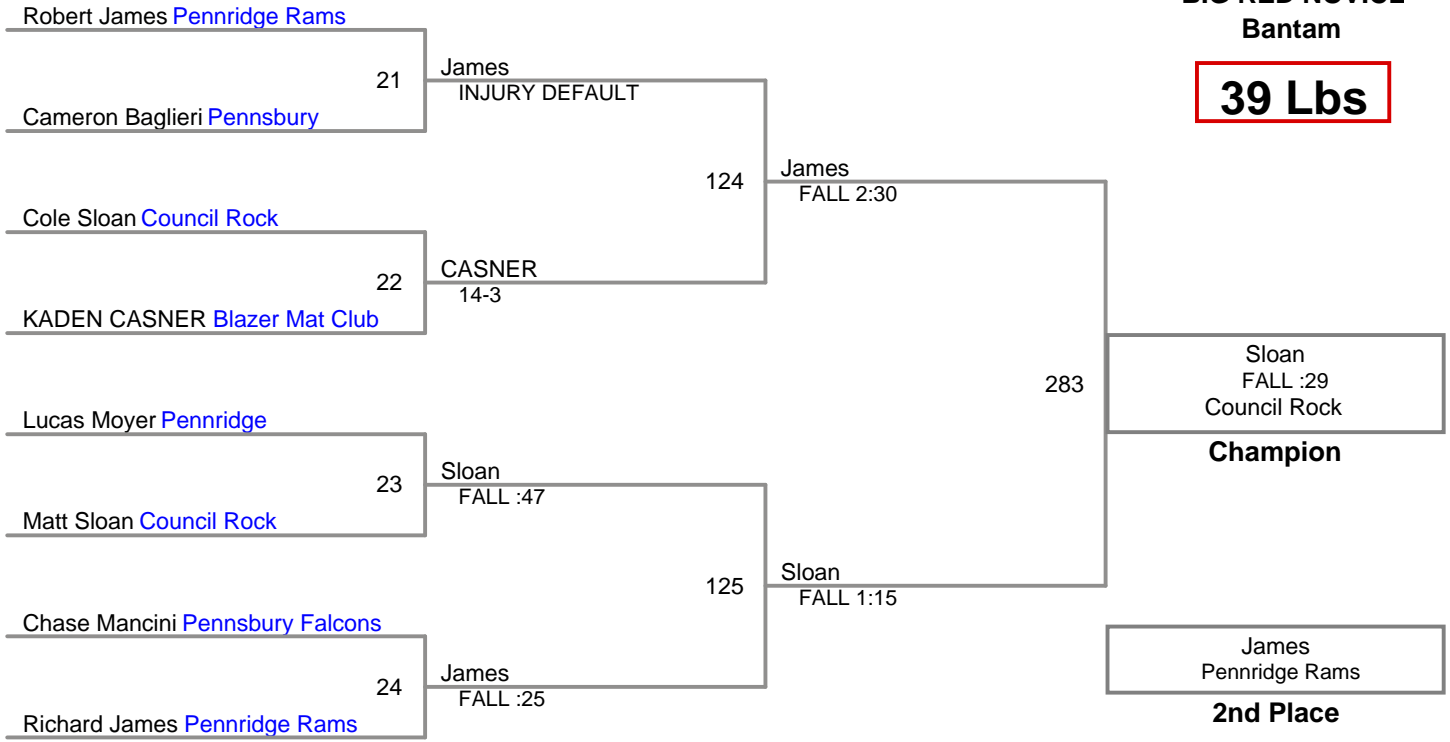 BIG RED NOVICE
Bantam
39 Lbs
Robert James Pennridge Rams
21
James
INJURY DEFAULT
Cameron Baglieri Pennsbury
124
James
FALL 2:30
Cole Sloan Council Rock
22
CASNER
14-3
KADEN CASNER Blazer Mat Club
283
Sloan
FALL :29
Council Rock
Champion
Lucas Moyer Pennridge
23
Sloan
FALL :47
Matt Sloan Council Rock
125
Sloan
FALL 1:15
Chase Mancini Pennsbury Falcons
24
James
FALL :25
Richard James Pennridge Rams
James
Pennridge Rams
2nd Place